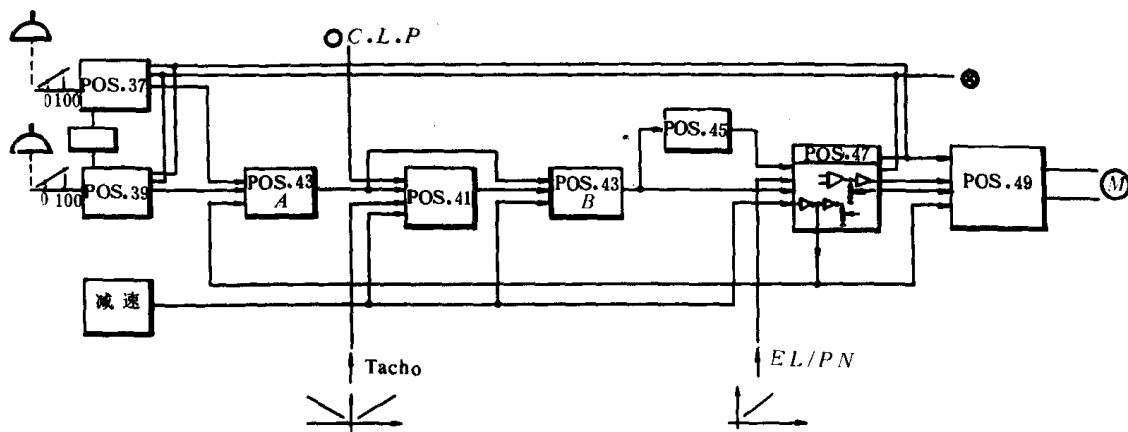 C.L.P
POS.37
0 100
POS.45
POS.47
POS.39
0 100
POS.43
A
POS.41
POS.43
B
POS.49
M
减速
Tacho
EL/PN